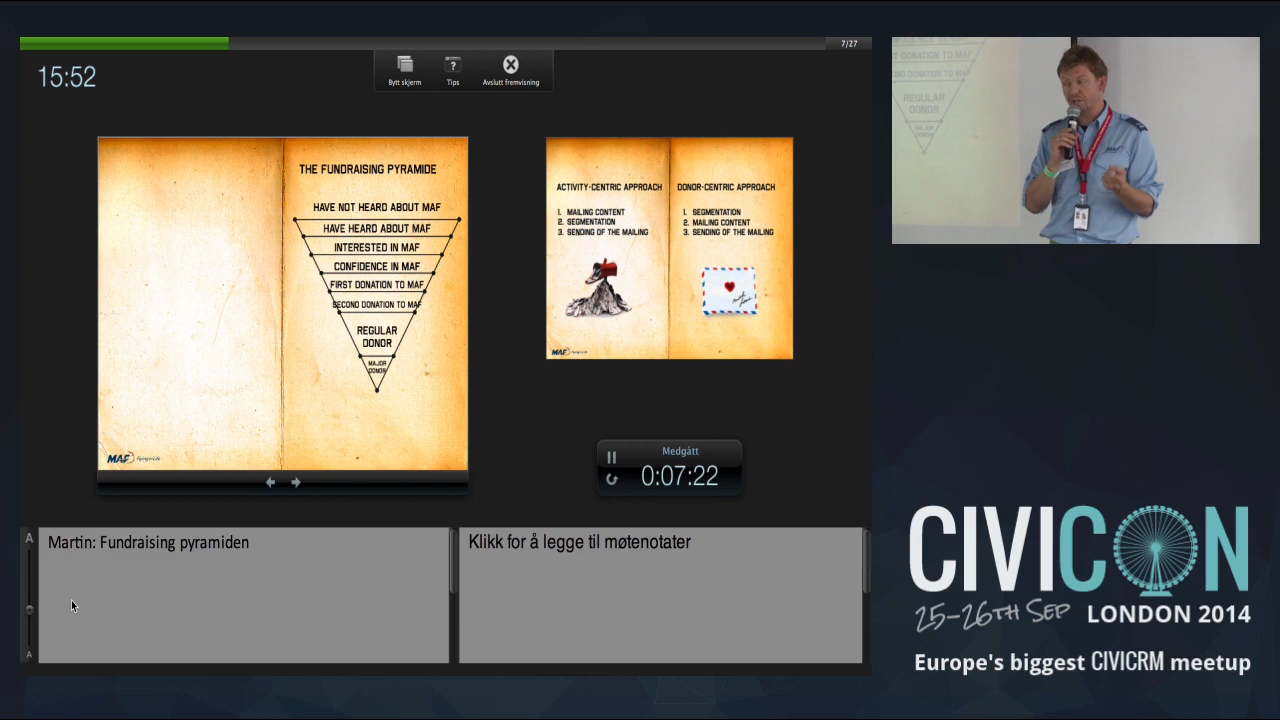 7/27
15:52
Bytt skjerm
Tips
Avslutt fremvisning
THE FUNDRAISING PYRAMIDE
HAVE NOT HEARD ABOUT MAF
HAVE HEARD ABOUT MAF
INTERESTED IN MAF
CONFIDENCE IN MAF
FIRST DONATION TO MAF
SECOND DONATION TO MAF
REGULAR
DONOR
MAJOR
DONOR
MAF
ACTIVITY-CENTRIC APPROACH
1. MAILING CONTENT
2. SEGMENTATION
3. SENDING OF THE MAILING
DONOR-CENTRIC APPROACH
1. SEGMENTATION
2. MAILING CONTENT
3. SENDING OF THE MAILING
MAF
Medgått
0:07:22
A
A
Martin: Fundraising pyramiden
Klikk for å legge til møtenotater
DONATION TO MAF
DONATION TO MAF
REGULAR
DONOR
MAJOR
DONOR
MAF
CIVICON
25-26TH SEP LONDON 2014
Europe's biggest CIVICRM meetup